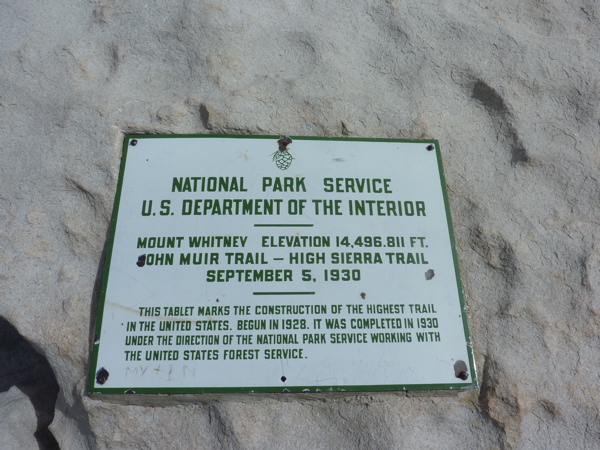 NATIONAL PARK SERVICE
U.S. DEPARTMENT OF THE INTERIOR
MOUNT WHITNEY ELEVATION 14,496.811 FT.
JOHN MUIR TRAIL — HIGH SIERRA TRAIL
SEPTEMBER 5, 1930
THIS TABLET MARKS THE CONSTRUCTION OF THE HIGHEST TRAIL
IN THE UNITED STATES. BEGUN IN 1928. IT WAS COMPLETED IN 1930
UNDER THE DIRECTION OF THE NATIONAL PARK SERVICE WORKING WITH
THE UNITED STATES FOREST SERVICE.